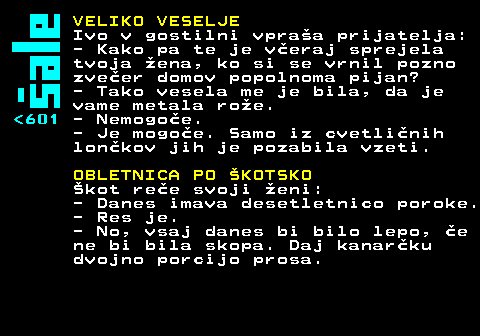 šale
<601
VELIKO VESELJE
Ivo v gostilni vpraša prijatelja:
- Kako pa te je včeraj sprejela
tvoja žena, ko si se vrnil pozno
zvečer domov popolnoma pijan?
- Tako vesela me je bila, da je
vame metala rože.
- Nemogoče.
- Je mogoče. Samo iz cvetličnih
lončkov jih je pozabila vzeti.
OBLETNICA PO ŠKOTSKO
Škot reče svoji ženi:
- Danes imava desetletnico poroke.
- Res je.
- No, vsaj danes bi bilo lepo, če
ne bi bila skopa. Daj kanarčku
dvojno porcijo prosa.